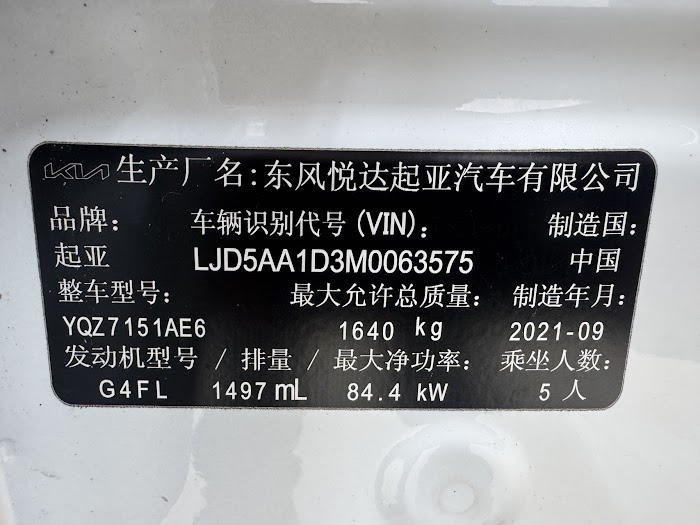 KIA 生产厂名:东风悦达起亚汽车有限公司
品牌: 车辆识别代号(VIN): 制造国:
起亚 LJD5AA1D3M0063575 中国
整车型号: 最大允许总质量: 制造年月:
YQZ7151AE6 1640 kg 2021-09
发动机型号 / 排量 / 最大净功率: 乘坐人数:
G4FL 1497 mL 84.4 kW 5 人